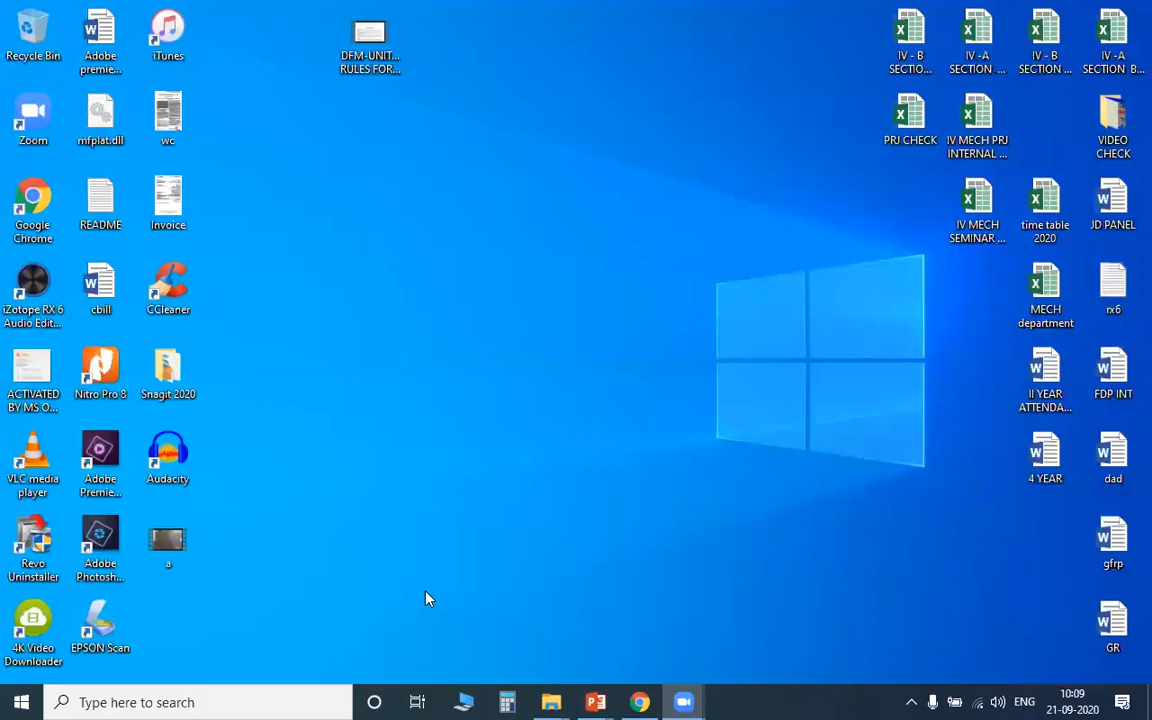 Recycle Bin
Adobe
premie...
iTunes
DFM-UNIT...
RULES FOR...
IV - B
SECTIO...
IV -A
SECTION ...
IV - B
SECTION ...
IV -A
SECTION B...
Zoom
mfplat.dll
wc
PRJ CHECK
IV MECH PRJ
INTERNAL ...
VIDEO
CHECK
Google
Chrome
README
Invoice
IV MECH
SEMINAR ...
time table
2020
JD PANEL
iZotope RX 6
Audio Edit...
cbill
CCleaner
MECH
department
rx6
ACTIVATED
BY MS O...
Nitro Pro 8
Snagit 2020
II YEAR
ATTENDA...
FDP INT
VLC media
player
Adobe
Premie...
Audacity
4 YEAR
dad
Revo
Uninstaller
Adobe
Photosh...
a
gfrp
4K Video
Downloader
EPSON Scan
GR
Type here to search
ENG
10:09
21-09-2020